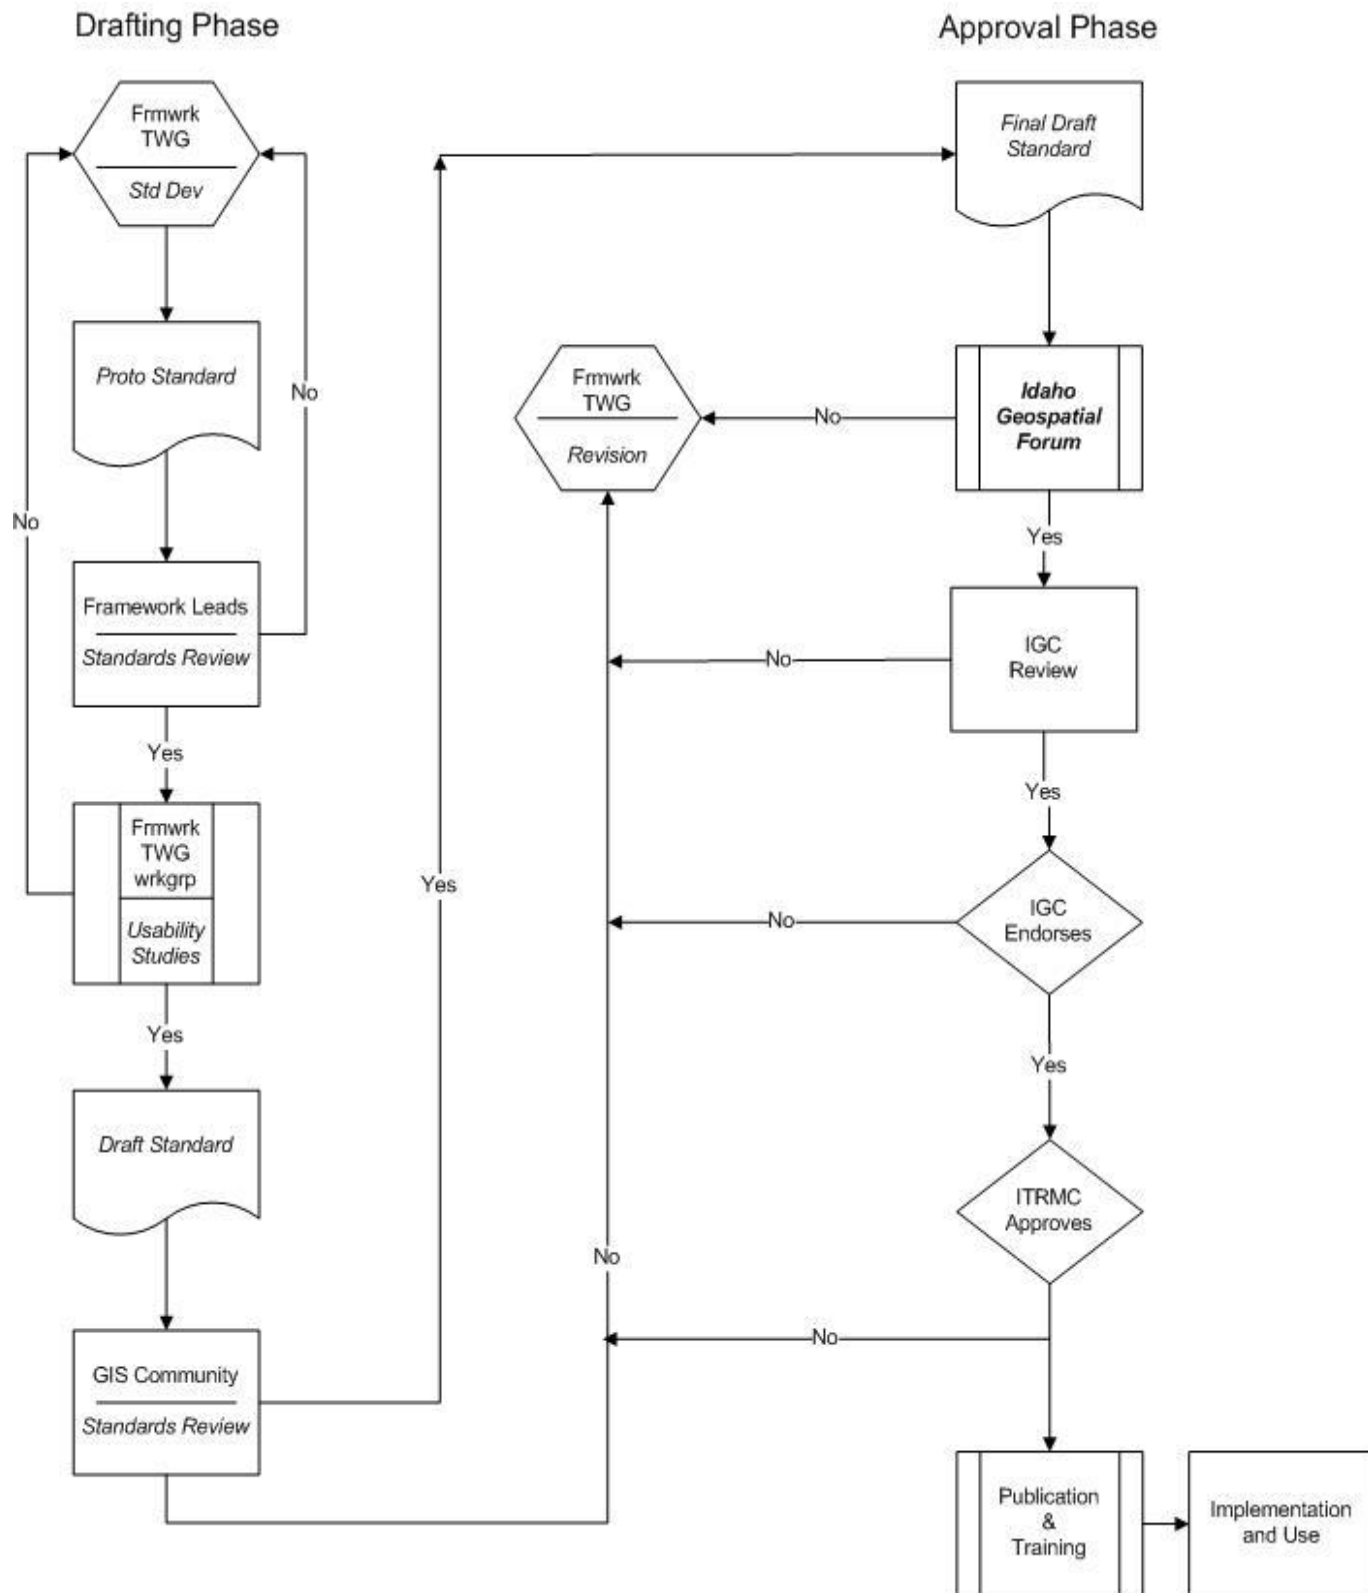 Drafting Phase
Approval Phase
Frmwrk
TWG
Std Dev
Proto Standard
No
No
Framework Leads
Standards Review
Yes
Frmwrk
TWG
wrkgrp
Usability
Studies
Yes
Draft Standard
GIS Community
Standards Review
Yes
Final Draft
Standard
Idaho
Geospatial
Forum
No
Frmwrk
TWG
Revision
Yes
IGC
Review
No
Yes
IGC
Endorses
No
Yes
ITRMC
Approves
No
No
Publication
&
Training
Implementation
and Use